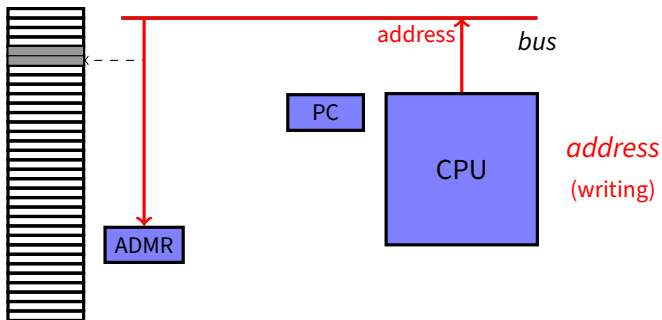 address
bus
PC
CPU
address
(writing)
ADMR